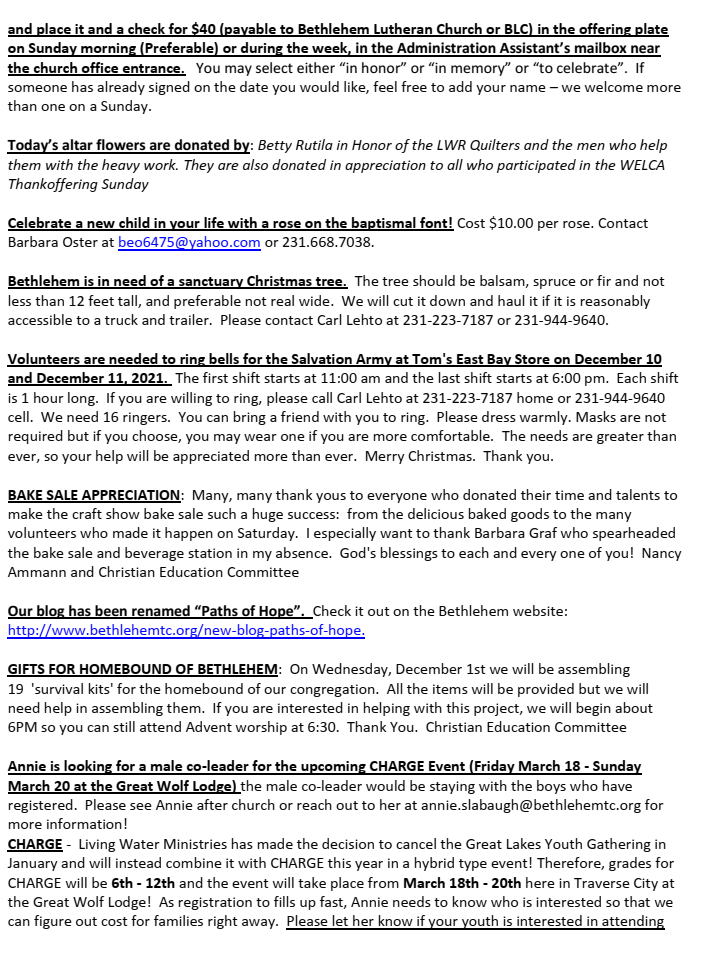 and place it and a check for $40 (payable to Bethlehem Lutheran Church or BLC) in the offering plate
on Sunday morning (Preferable) or during the week, in the Administration Assistant’s mailbox near
the church office entrance.   You may select either “in honor” or “in memory” or “to celebrate”.  If
someone has already signed on the date you would like, feel free to add your name – we welcome more
than one on a Sunday.
Today’s altar flowers are donated by: Betty Rutila in Honor of the LWR Quilters and the men who help
them with the heavy work. They are also donated in appreciation to all who participated in the WELCA
Thankoffering Sunday
Celebrate a new child in your life with a rose on the baptismal font! Cost $10.00 per rose. Contact
Barbara Oster at beo6475@yahoo.com or 231.668.7038.
Bethlehem is in need of a sanctuary Christmas tree.  The tree should be balsam, spruce or fir and not
less than 12 feet tall, and preferable not real wide.  We will cut it down and haul it if it is reasonably
accessible to a truck and trailer.  Please contact Carl Lehto at 231-223-7187 or 231-944-9640.
Volunteers are needed to ring bells for the Salvation Army at Tom's East Bay Store on December 10
and December 11, 2021.  The first shift starts at 11:00 am and the last shift starts at 6:00 pm.  Each shift
is 1 hour long.  If you are willing to ring, please call Carl Lehto at 231-223-7187 home or 231-944-9640
cell.  We need 16 ringers.  You can bring a friend with you to ring.  Please dress warmly. Masks are not
required but if you choose, you may wear one if you are more comfortable.  The needs are greater than
ever, so your help will be appreciated more than ever.  Merry Christmas.  Thank you.
BAKE SALE APPRECIATION:  Many, many thank yous to everyone who donated their time and talents to
make the craft show bake sale such a huge success:  from the delicious baked goods to the many
volunteers who made it happen on Saturday.  I especially want to thank Barbara Graf who spearheaded
the bake sale and beverage station in my absence.  God's blessings to each and every one of you!  Nancy
Ammann and Christian Education Committee
Our blog has been renamed “Paths of Hope”.  Check it out on the Bethlehem website:
http://www.bethlehemtc.org/new-blog-paths-of-hope.
GIFTS FOR HOMEBOUND OF BETHLEHEM:  On Wednesday, December 1st we will be assembling
19  'survival kits' for the homebound of our congregation.  All the items will be provided but we will
need help in assembling them.  If you are interested in helping with this project, we will begin about
6PM so you can still attend Advent worship at 6:30.  Thank You.  Christian Education Committee
Annie is looking for a male co-leader for the upcoming CHARGE Event (Friday March 18 - Sunday
March 20 at the Great Wolf Lodge) the male co-leader would be staying with the boys who have
registered.  Please see Annie after church or reach out to her at annie.slabaugh@bethlehemtc.org for
more information!
CHARGE -  Living Water Ministries has made the decision to cancel the Great Lakes Youth Gathering in
January and will instead combine it with CHARGE this year in a hybrid type event! Therefore, grades for
CHARGE will be 6th - 12th and the event will take place from March 18th - 20th here in Traverse City at
the Great Wolf Lodge!  As registration to fills up fast, Annie needs to know who is interested so that we
can figure out cost for families right away.  Please let her know if your youth is interested in attending